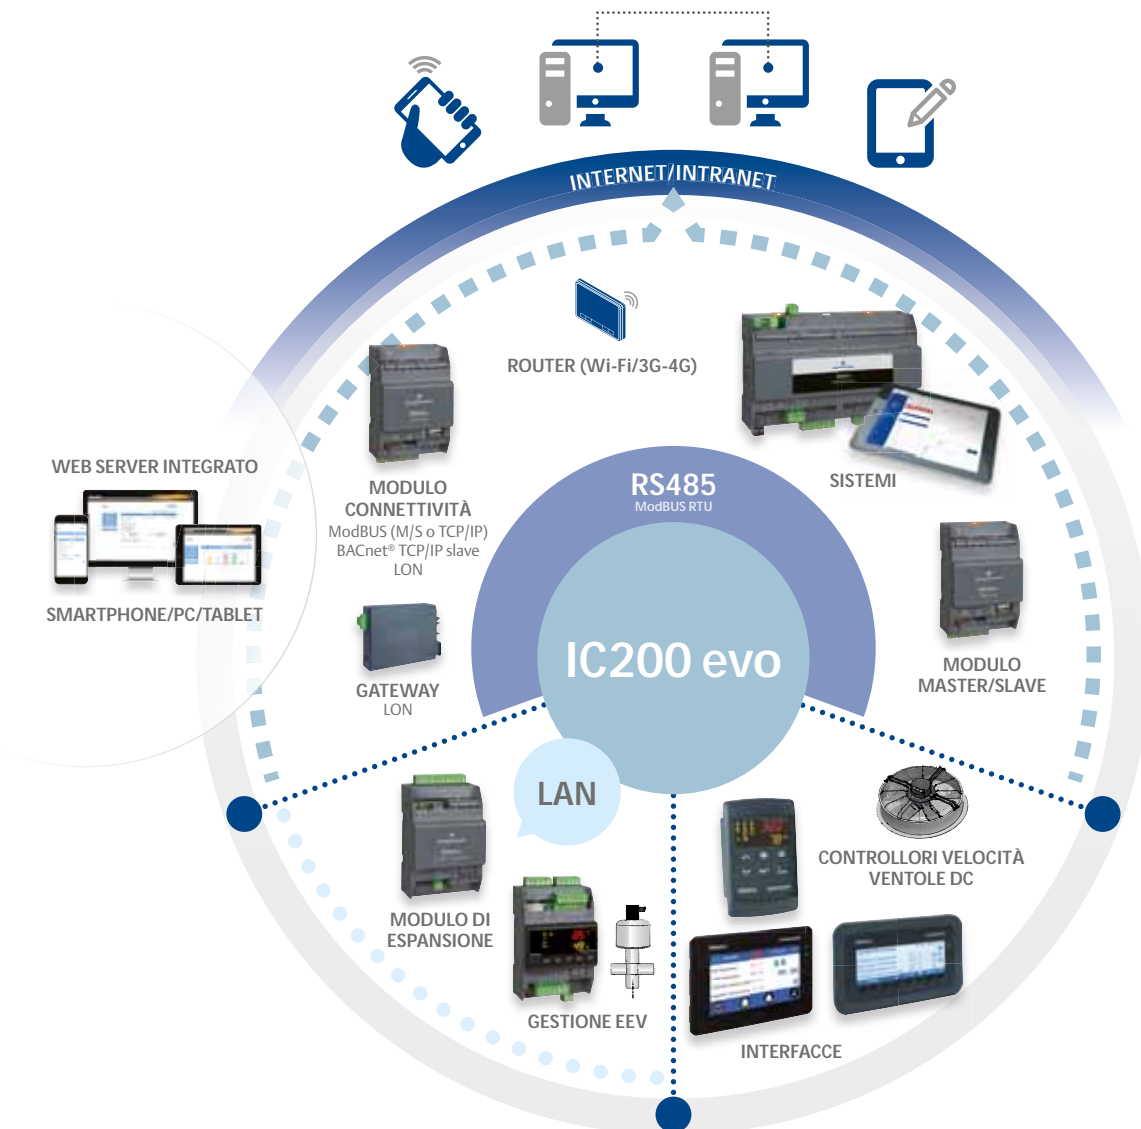 INTERNET/INTRANET
ROUTER (Wi-Fi/3G-4G)
SISTEMI
WEB SERVER INTEGRATO
SMARTPHONE/PC/TABLET
MODULO
CONNETTIVITÀ
ModBUS (M/S o TCP/IP)
BACnet® TCP/IP slave
LON
RS485
ModBUS RTU
GATEWAY
LON
IC200 evo
MODULO
MASTER/SLAVE
LAN
CONTROLLORI VELOCITÀ
VENTOLE DC
MODULO DI
ESPANSIONE
GESTIONE EEV
INTERFACCE